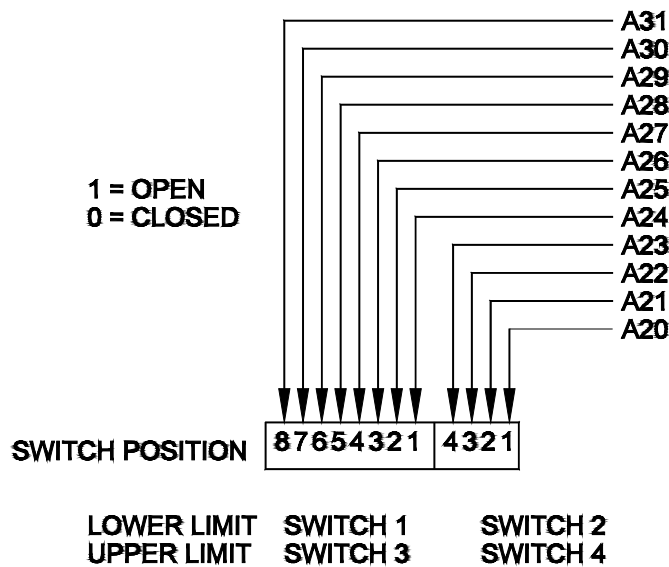 A31
A30
A29
A28
A27
A26
A25
A24
A23
A22
A21
A20
1 = OPEN
0 = CLOSED
SWITCH POSITION 87654321 4321
LOWER LIMIT SWITCH 1 SWITCH 2
UPPER LIMIT SWITCH 3 SWITCH 4